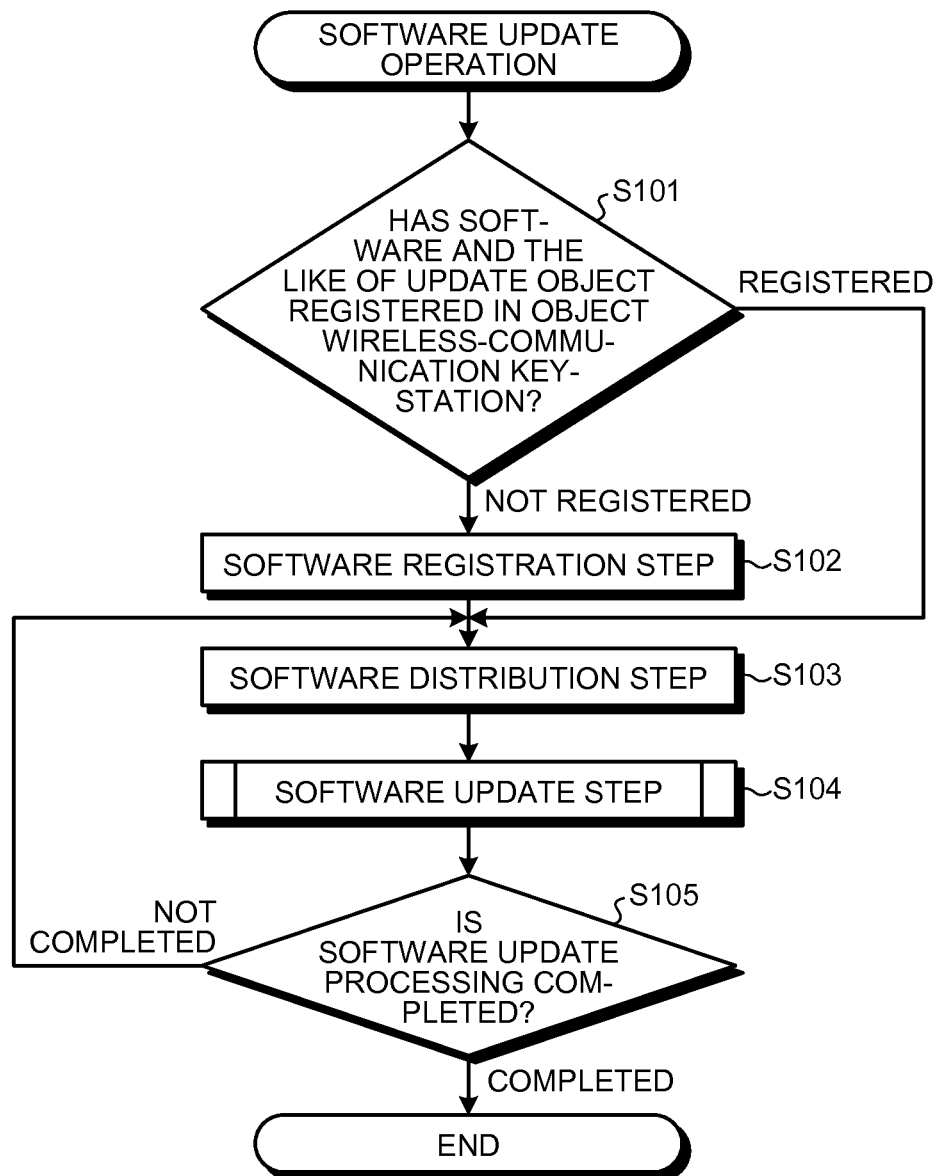 SOFTWARE UPDATE
OPERATION
S101
HAS SOFT-
WARE AND THE
LIKE OF UPDATE OBJECT
REGISTERED IN OBJECT
WIRELESS-COMMU-
NICATION KEY-
STATION?
REGISTERED
NOT REGISTERED
SOFTWARE REGISTRATION STEP
S102
SOFTWARE DISTRIBUTION STEP
S103
SOFTWARE UPDATE STEP
S104
S105
NOT
COMPLETED
IS
SOFTWARE UPDATE
PROCESSING COM-
PLETED?
COMPLETED
END